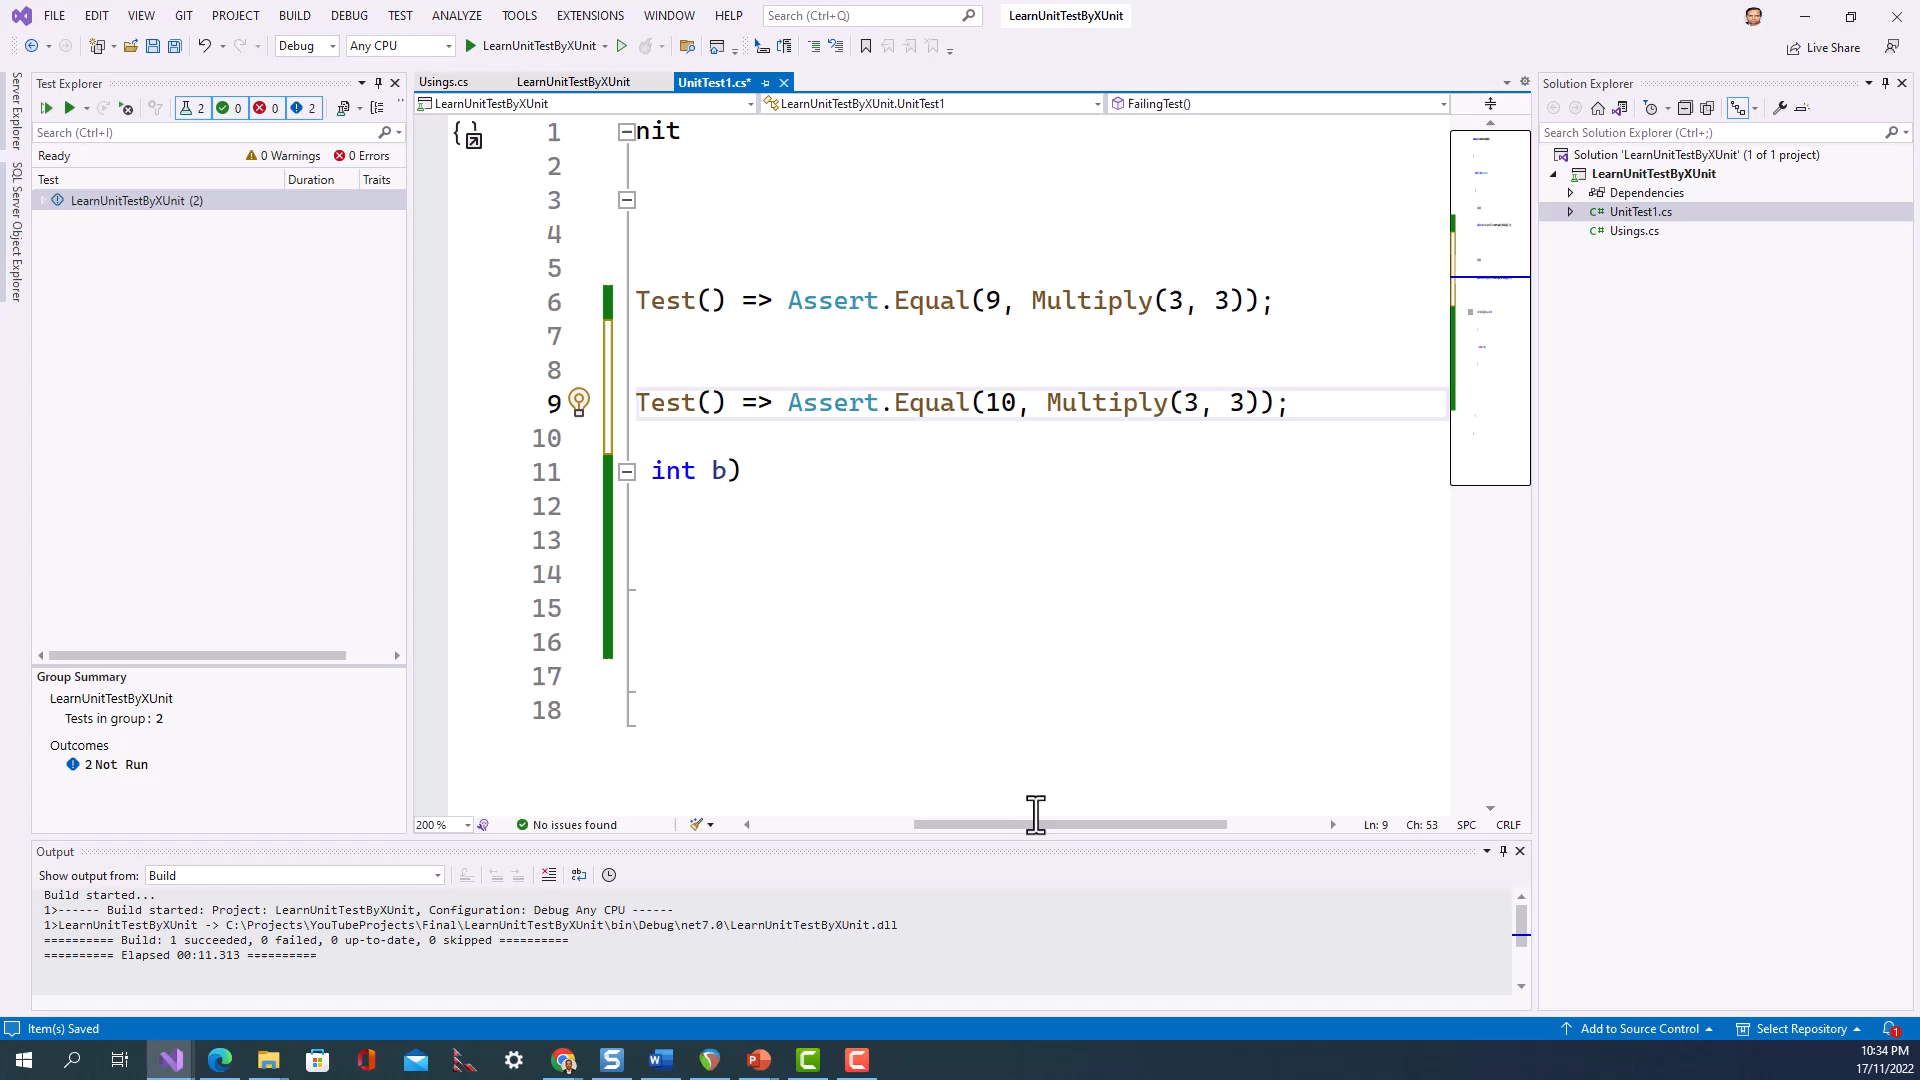 FILE EDIT VIEW GIT PROJECT BUILD DEBUG TEST ANALYZE TOOLS EXTENSIONS WINDOW HELP Search (Ctrl+Q) LearnUnitTestByXUnit
Debug Any CPU LearnUnitTestByXUnit Live Share
Server Explorer
SQL Server Object Explorer
Test Explorer
2 0 0 2
Search (Ctrl+I)
Ready 0 Warnings 0 Errors
Test Duration Traits
LearnUnitTestByXUnit (2)
Group Summary
LearnUnitTestByXUnit
Tests in group: 2
Outcomes
2 Not Run
Usings.cs LearnUnitTestByXUnit UnitTest1.cs*
LearnUnitTestByXUnit LearnUnitTestByXUnit.UnitTest1 FailingTest()
1 nit
2
3
4
5
6 Test() => Assert.Equal(9, Multiply(3, 3));
7
8
9 Test() => Assert.Equal(10, Multiply(3, 3));
10
11 int b)
12
13
14
15
16
17
18
200 % No issues found Ln: 9 Ch: 53 SPC CRLF
Solution Explorer
Search Solution Explorer (Ctrl+;)
Solution 'LearnUnitTestByXUnit' (1 of 1 project)
LearnUnitTestByXUnit
Dependencies
C# UnitTest1.cs
C# Usings.cs
Output
Show output from: Build
Build started...
1>------ Build started: Project: LearnUnitTestByXUnit, Configuration: Debug Any CPU ------
1>LearnUnitTestByXUnit -> C:\Projects\YouTubeProjects\Final\LearnUnitTestByXUnit\bin\Debug\net7.0\LearnUnitTestByXUnit.dll
========== Build: 1 succeeded, 0 failed, 0 up-to-date, 0 skipped ==========
========== Elapsed 00:11.313 ==========
Item(s) Saved Add to Source Control Select Repository 1
10:34 PM
17/11/2022